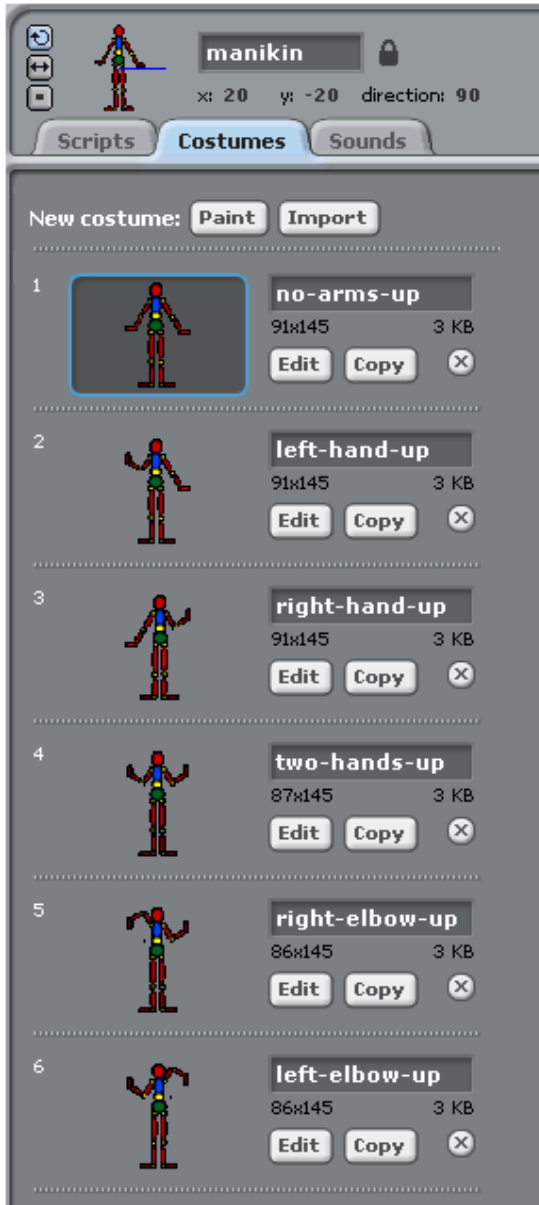 manikin
x: 20 y: -20 direction: 90
Scripts Costumes Sounds
New costume: Paint Import
1 no-arms-up
91x145 3 KB
Edit Copy
2 left-hand-up
91x145 3 KB
Edit Copy
3 right-hand-up
91x145 3 KB
Edit Copy
4 two-hands-up
87x145 3 KB
Edit Copy
5 right-elbow-up
86x145 3 KB
Edit Copy
6 left-elbow-up
86x145 3 KB
Edit Copy